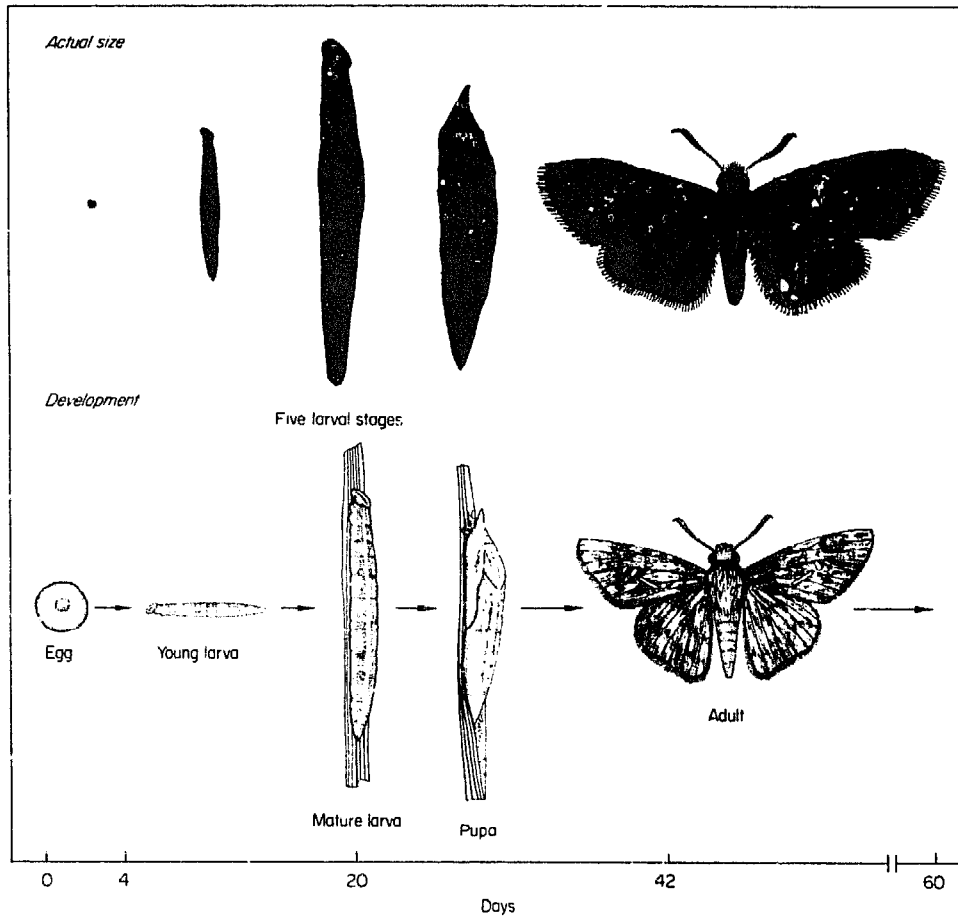 Actual size
Development
Five larval stages
Egg
Young larva
Adult
Mature larva
Pupa
0 4 20 42 60
Days